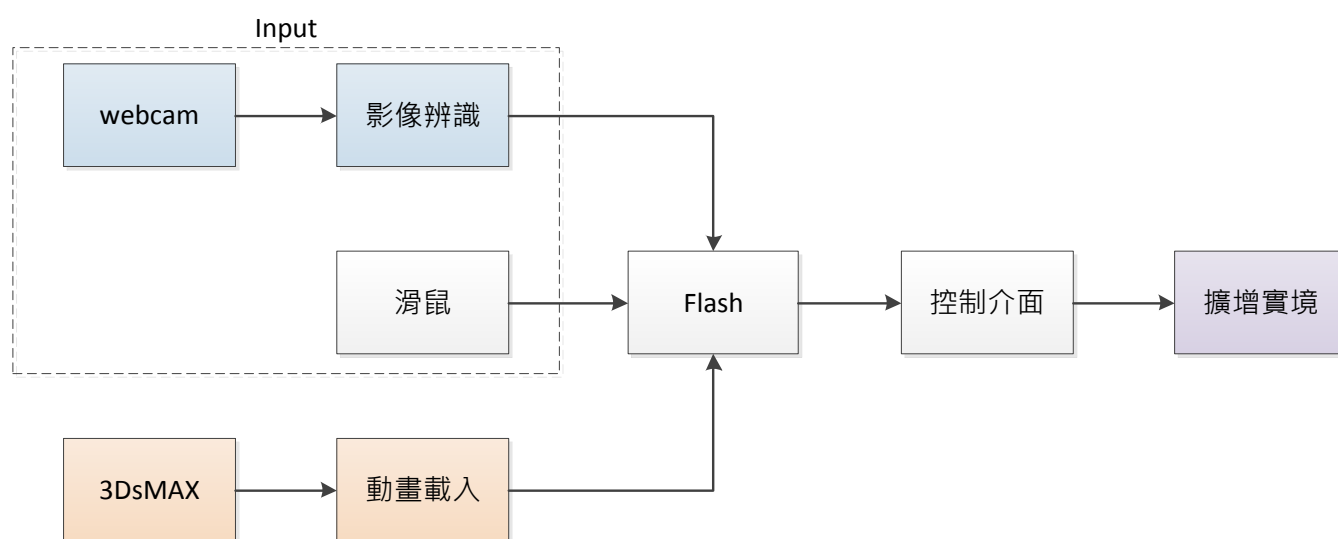 Input
webcam
影像辨識
滑鼠
Flash
控制介面
擴增實境
3DsMAX
動畫載入